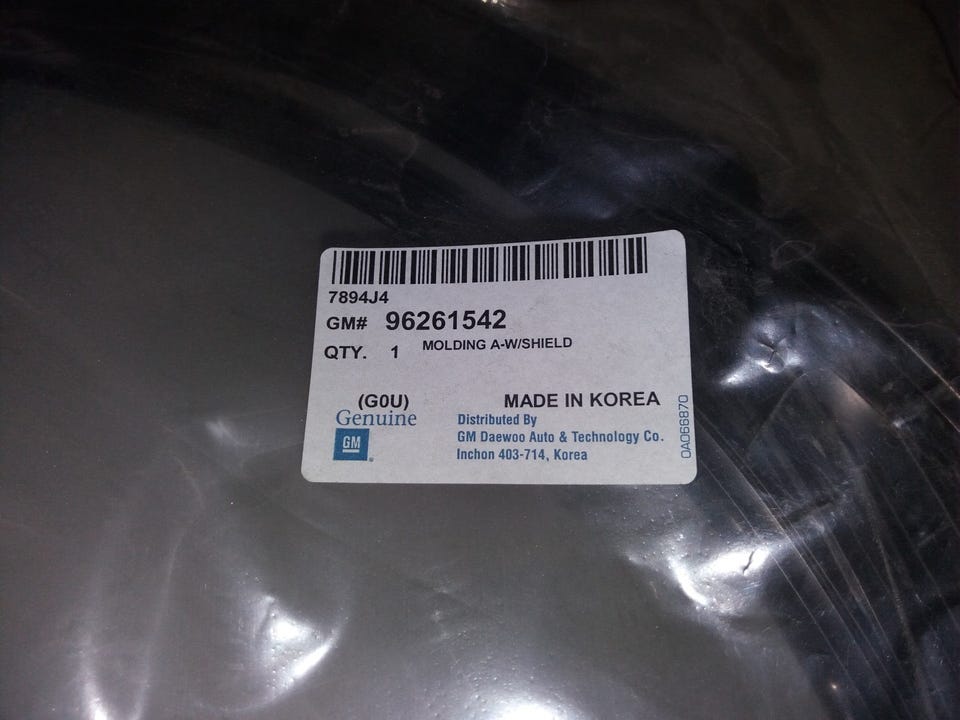 7894J4
GM# 96261542
QTY. 1 MOLDING A-W/SHIELD
(G0U) MADE IN KOREA
Genuine
GM
Distributed By
GM Daewoo Auto & Technology Co.
Inchon 403-714, Korea
0A066870